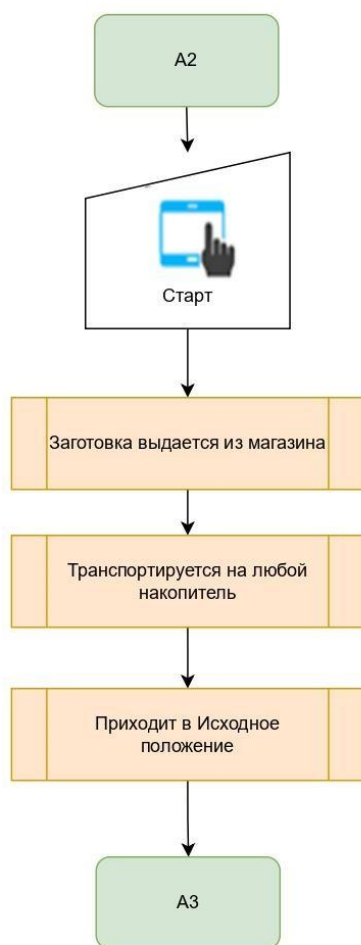 A2
Старт
Заготовка выдается из магазина
Транспортируется на любой
накопитель
Приходит в Исходное
положение
A3